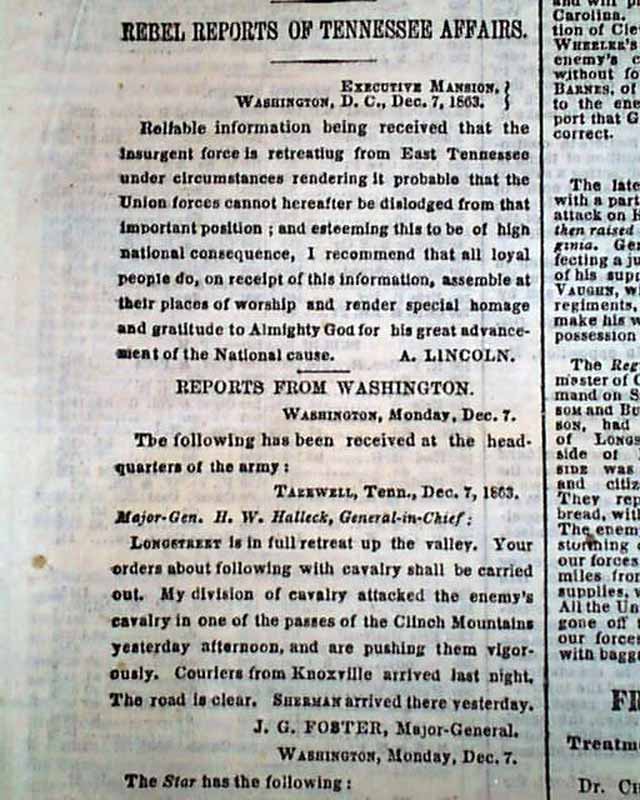 REBEL REPORTS OF TENNESSEE AFFAIRS.
EXECUTIVE MANSION,
WASHINGTON, D. C., Dec. 7, 1863.
Reliable information being received that the
insurgent force is retreating from East Tennessee
under circumstances rendering it probable that the
Union forces cannot hereafter be dislodged from that
important position ; and esteeming this to be of high
national consequence, I recommend that all loyal
people do, on receipt of this information, assemble at
their places of worship and render special homage
and gratitude to Almighty God for his great advance-
ment of the National cause. A. LINCOLN.
REPORTS FROM WASHINGTON.
WASHINGTON, Monday, Dec. 7.
The following has been received at the head-
quarters of the army :
TAZEWELL, Tenn., Dec. 7, 1863.
Major-Gen. H. W. Halleck, General-in-Chief:
LONGSTREET is in full retreat up the valley. Your
orders about following with cavalry shall be carried
out. My division of cavalry attacked the enemy's
cavalry in one of the passes of the Clinch Mountains
yesterday afternoon, and are pushing them vigor-
ously. Couriers from Knoxville arrived last night.
The road is clear. SHERMAN arrived there yesterday.
J. G. FOSTER, Major-General.
WASHINGTON, Monday, Dec. 7.
The Star has the following :
Carolina.
tion of
WHEELER'S
enemy's
without
BARNES, of
to the
port that
correct.
The late
with a part
attack on
then raised
ginia.
fecting a
of his
VAUGHN,
regiments,
make his
possession
The
master of
mand on
SOM and
SON, had
of
side of
SIDE was
and
They
bread,
The enemy
storming
our forces
miles from
supplies,
All the
gone off
our forces
with
Dr.